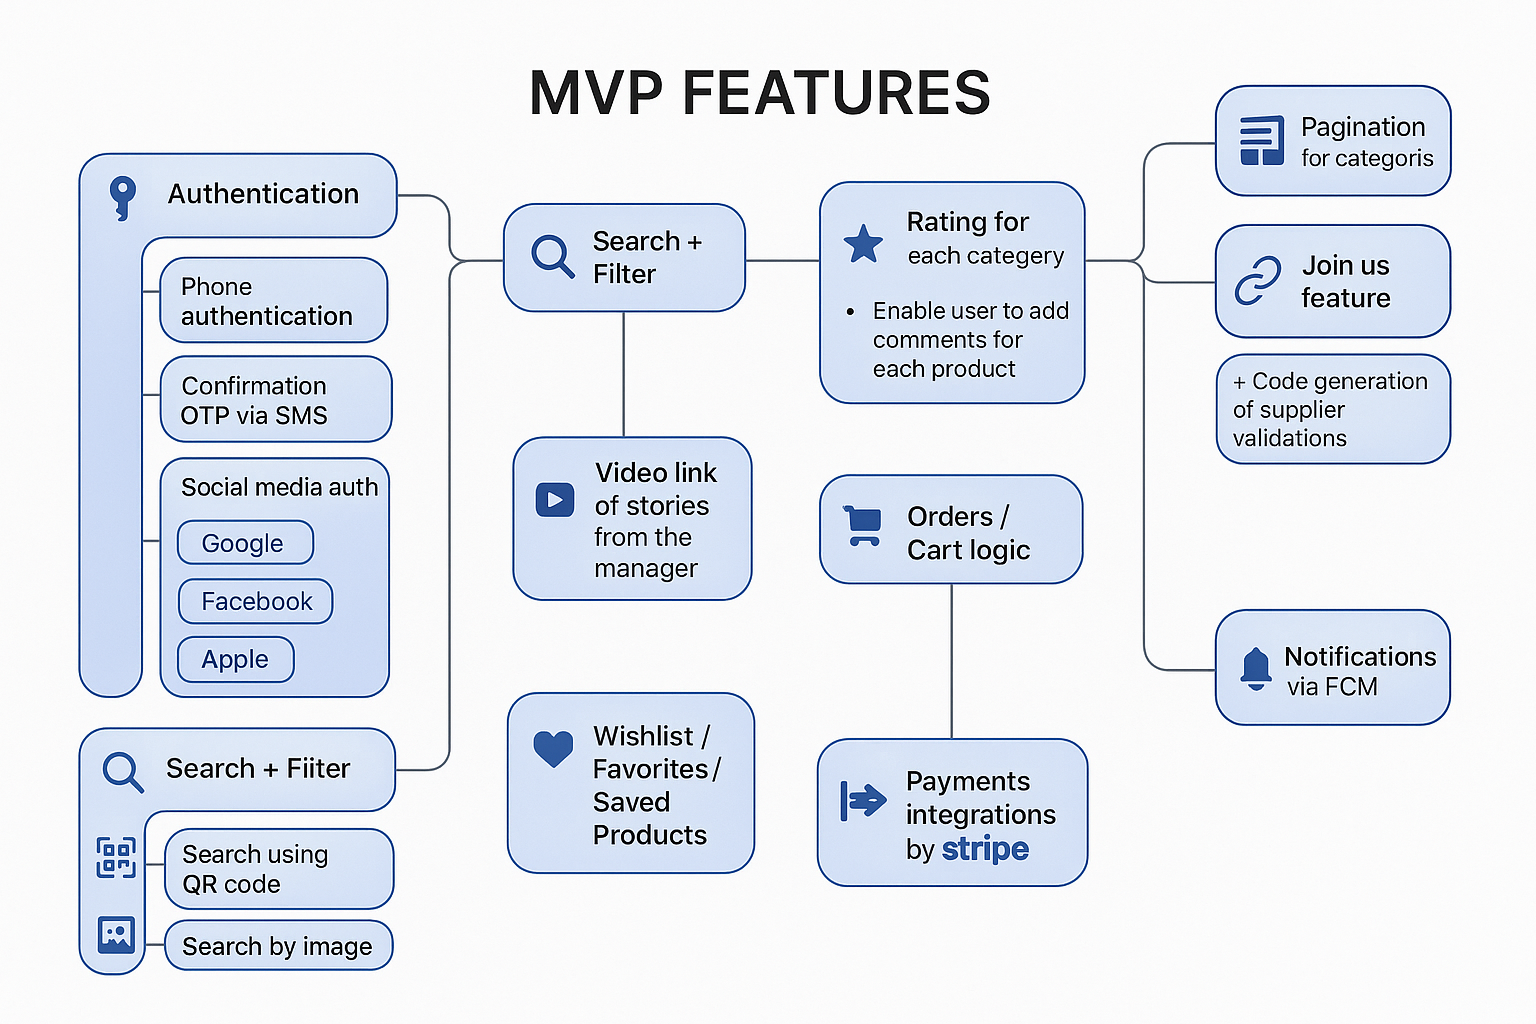 MVP FEATURES
Authentication
Phone
authentication
Confirmation
OTP via SMS
Social media auth
Google
Facebook
Apple
Search + Fiiter
Search using
QR code
Search by image
Search +
Filter
Video link
of stories
from the
manager
Wishlist /
Favorites /
Saved
Products
Rating for
each categery
• Enable user to add
comments for
each product
Orders /
Cart logic
Payments
integrations
by stripe
Pagination
for categoris
Join us
feature
+ Code generation
of supplier
validations
Notifications
via FCM